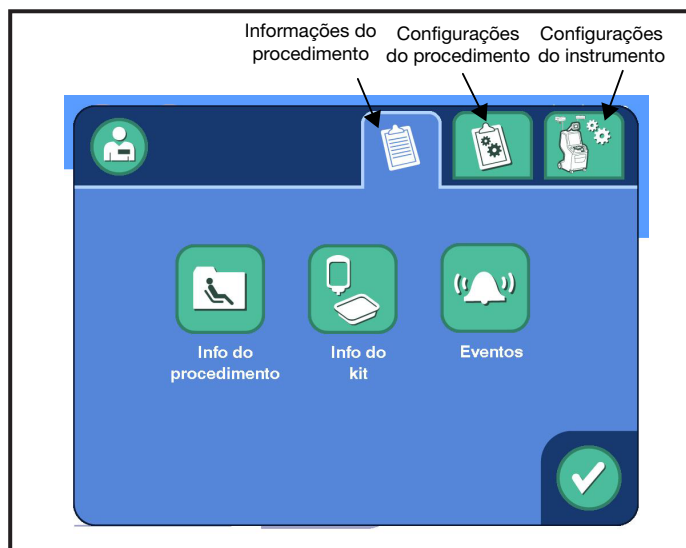 Informações do
procedimento
Configurações
do procedimento
Configurações
do instrumento
Info do
procedimento
Info do
kit
Eventos